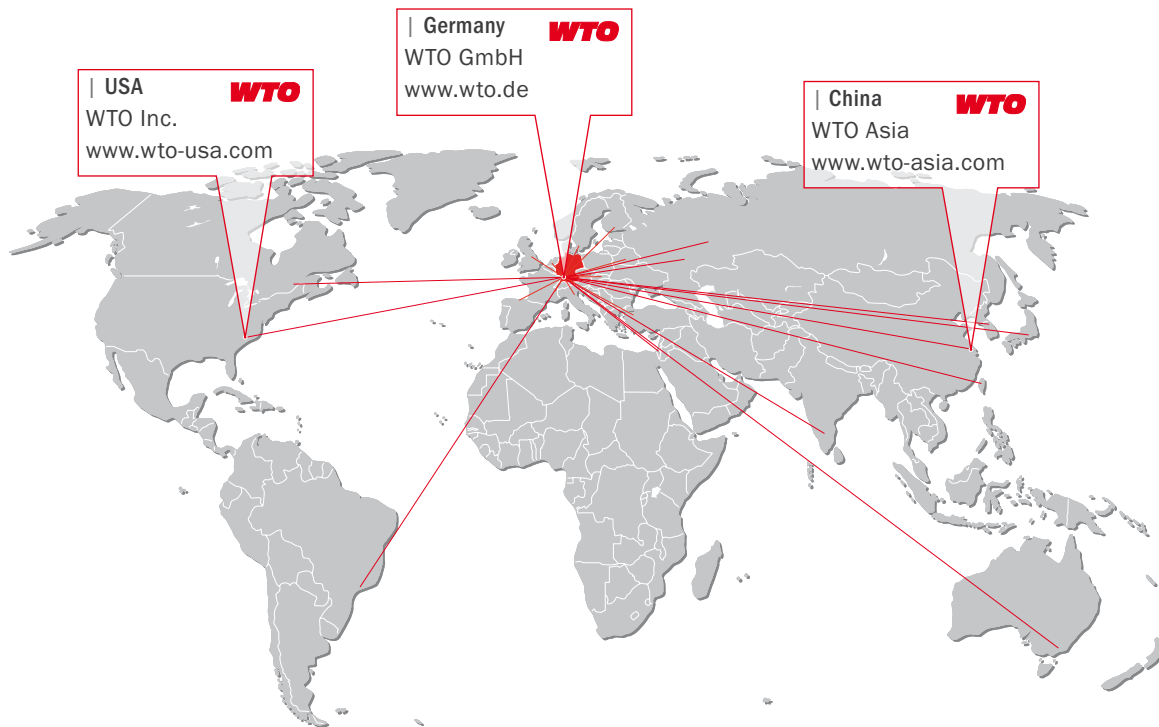 | Germany WTO
WTO GmbH
www.wto.de
| USA WTO
WTO Inc.
www.wto-usa.com
| China WTO
WTO Asia
www.wto-asia.com